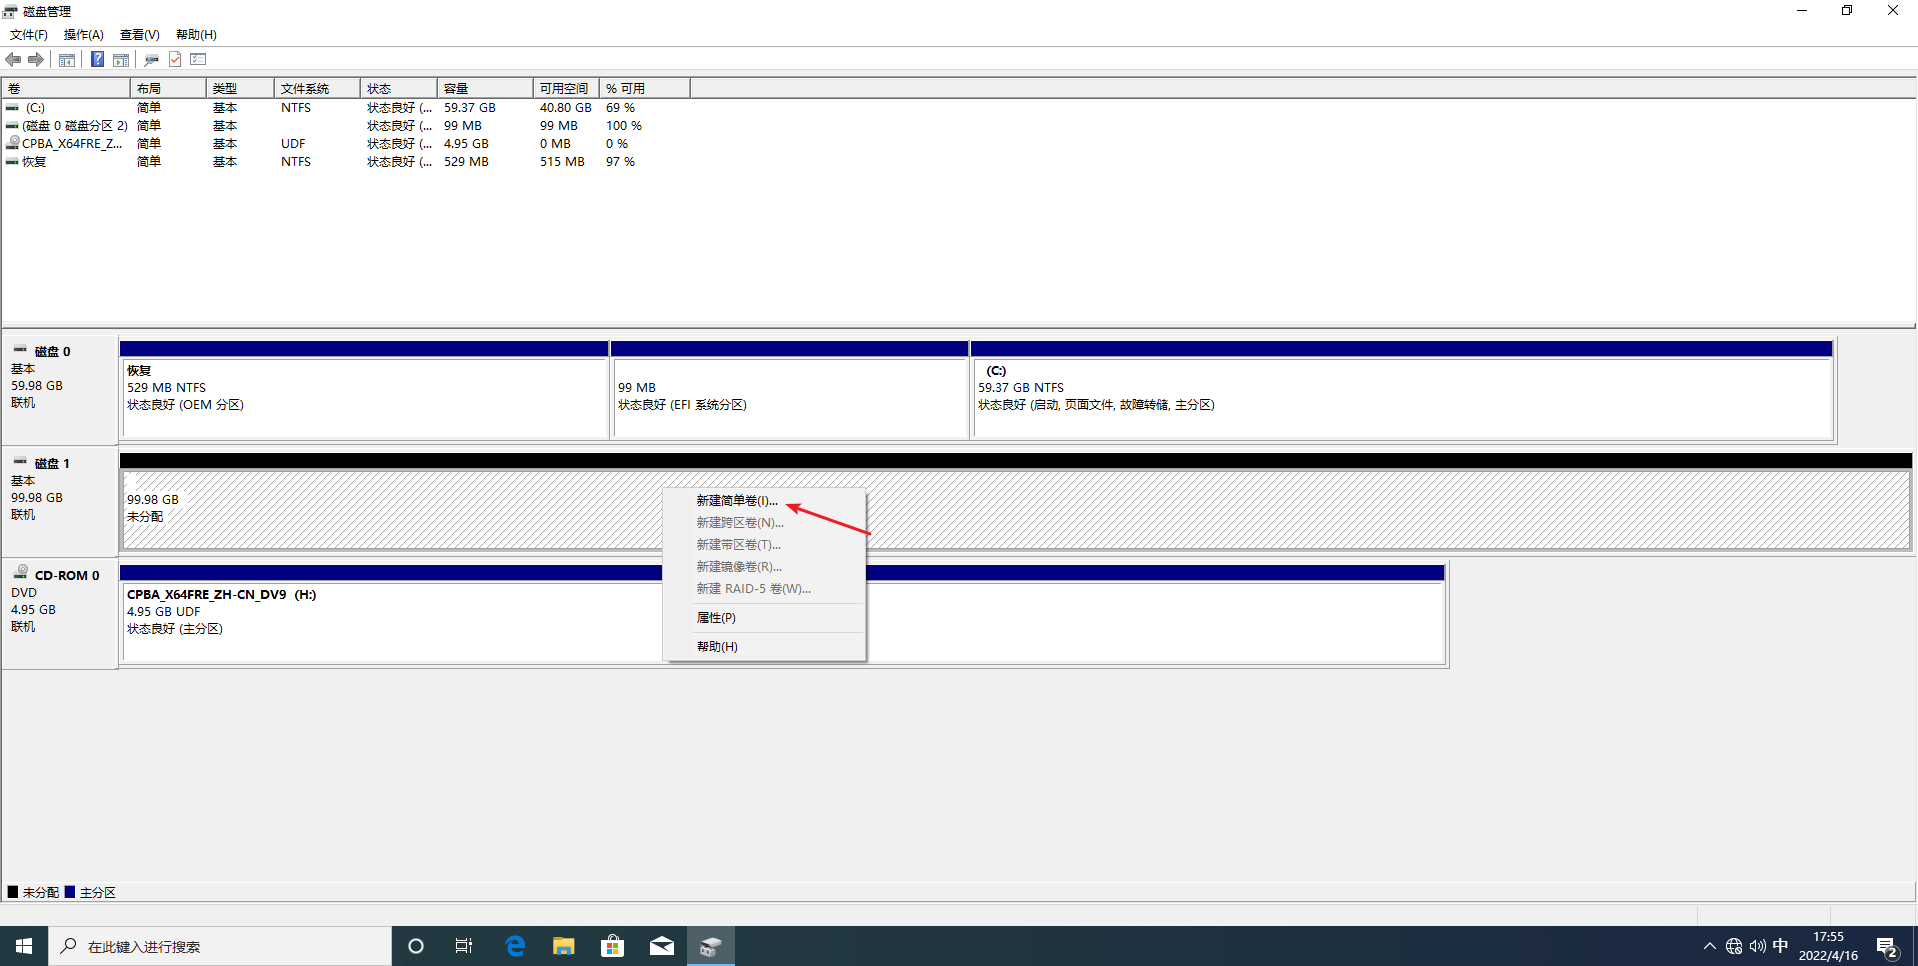 磁盘管理
文件(F) 操作(A) 查看(V) 帮助(H)
卷 布局 类型 文件系统 状态 容量 可用空间 % 可用
(C:) 简单 基本 NTFS 状态良好 (... 59.37 GB 40.80 GB 69 %
(磁盘 0 磁盘分区 2) 简单 基本 状态良好 (... 99 MB 99 MB 100 %
CPBA_X64FRE_Z... 简单 基本 UDF 状态良好 (... 4.95 GB 0 MB 0 %
恢复 简单 基本 NTFS 状态良好 (... 529 MB 515 MB 97 %
磁盘 0
基本
59.98 GB
联机
恢复
529 MB NTFS
状态良好 (OEM 分区)
99 MB
状态良好 (EFI 系统分区)
(C:)
59.37 GB NTFS
状态良好 (启动, 页面文件, 故障转储, 主分区)
磁盘 1
基本
99.98 GB
联机
99.98 GB
未分配
新建简单卷(I)...
新建跨区卷(N)...
新建带区卷(T)...
新建镜像卷(R)...
新建 RAID-5 卷(W)...
属性(P)
帮助(H)
CD-ROM 0
DVD
4.95 GB
联机
CPBA_X64FRE_ZH-CN_DV9 (H:)
4.95 GB UDF
状态良好 (主分区)
未分配 主分区
在此键入进行搜索
中
17:55
2022/4/16
2